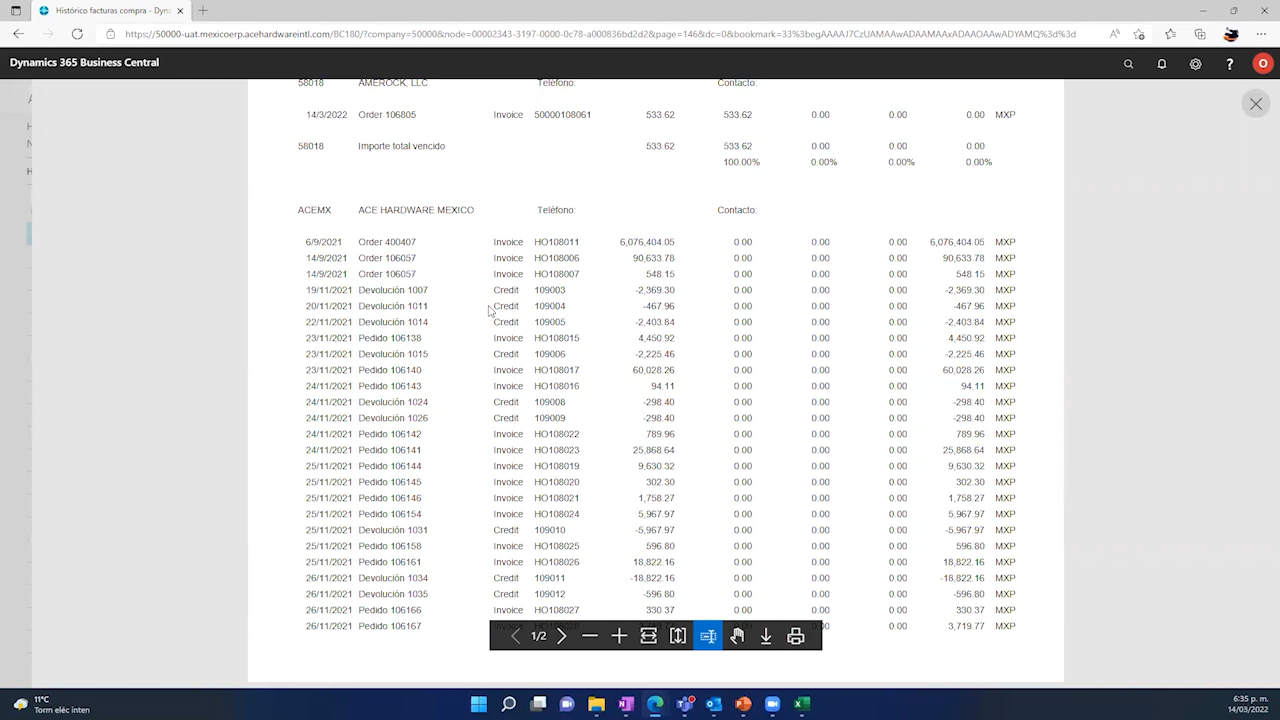 Histórico facturas compra - Dyn
https://50000-uat.mexicoerp.acehardwareintl.com/BC180/?company=50000&node=00002343-3197-0000-0c78-a000836bd2d2&page=146&dc=0&bookmark=33%3begAAAAJ7CzUAMAAwADAAMAAxADAAOAAwADYAMQ%3d%3d
Dynamics 365 Business Central
58018 AMEROCK, LLC Teléfono: Contacto:
14/3/2022 Order 106805 Invoice 50000108061 533.62 533.62 0.00 0.00 0.00 MXP
58018 Importe total vencido 533.62 533.62 0.00 0.00 0.00
100.00% 0.00% 0.00% 0.00%
ACEMX ACE HARDWARE MEXICO Teléfono: Contacto:
6/9/2021 Order 400407 Invoice HO108011 6,076,404.05 0.00 0.00 0.00 6,076,404.05 MXP
14/9/2021 Order 106057 Invoice HO108006 90,633.78 0.00 0.00 0.00 90,633.78 MXP
14/9/2021 Order 106057 Invoice HO108007 548.15 0.00 0.00 0.00 548.15 MXP
19/11/2021 Devolución 1007 Credit 109003 -2,369.30 0.00 0.00 0.00 -2,369.30 MXP
20/11/2021 Devolución 1011 Credit 109004 -467.96 0.00 0.00 0.00 -467.96 MXP
22/11/2021 Devolución 1014 Credit 109005 -2,403.84 0.00 0.00 0.00 -2,403.84 MXP
23/11/2021 Pedido 106138 Invoice HO108015 4,450.92 0.00 0.00 0.00 4,450.92 MXP
23/11/2021 Devolución 1015 Credit 109006 -2,225.46 0.00 0.00 0.00 -2,225.46 MXP
23/11/2021 Pedido 106140 Invoice HO108017 60,028.26 0.00 0.00 0.00 60,028.26 MXP
24/11/2021 Pedido 106143 Invoice HO108016 94.11 0.00 0.00 0.00 94.11 MXP
24/11/2021 Devolución 1024 Credit 109008 -298.40 0.00 0.00 0.00 -298.40 MXP
24/11/2021 Devolución 1026 Credit 109009 -298.40 0.00 0.00 0.00 -298.40 MXP
24/11/2021 Pedido 106142 Invoice HO108022 789.96 0.00 0.00 0.00 789.96 MXP
24/11/2021 Pedido 106141 Invoice HO108023 25,868.64 0.00 0.00 0.00 25,868.64 MXP
25/11/2021 Pedido 106144 Invoice HO108019 9,630.32 0.00 0.00 0.00 9,630.32 MXP
25/11/2021 Pedido 106145 Invoice HO108020 302.30 0.00 0.00 0.00 302.30 MXP
25/11/2021 Pedido 106146 Invoice HO108021 1,758.27 0.00 0.00 0.00 1,758.27 MXP
25/11/2021 Pedido 106154 Invoice HO108024 5,967.97 0.00 0.00 0.00 5,967.97 MXP
25/11/2021 Devolución 1031 Credit 109010 -5,967.97 0.00 0.00 0.00 -5,967.97 MXP
25/11/2021 Pedido 106158 Invoice HO108025 596.80 0.00 0.00 0.00 596.80 MXP
25/11/2021 Pedido 106161 Invoice HO108026 18,822.16 0.00 0.00 0.00 18,822.16 MXP
26/11/2021 Devolución 1034 Credit 109011 -18,822.16 0.00 0.00 0.00 -18,822.16 MXP
26/11/2021 Devolución 1035 Credit 109012 -596.80 0.00 0.00 0.00 -596.80 MXP
26/11/2021 Pedido 106166 Invoice HO108027 330.37 0.00 0.00 0.00 330.37 MXP
26/11/2021 Pedido 106167 0.00 3,719.77 MXP
1/2
11°C
Torm eléc inten
6:35 p. m.
14/03/2022